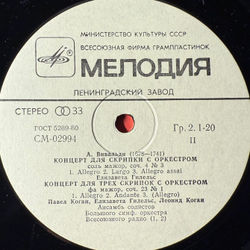 МИНИСТЕРСТВО КУЛЬТУРЫ СССР
ВСЕСОЮЗНАЯ ФИРМА ГРАМПЛАСТИНОК
МЕЛОДИЯ
ЛЕНИНГРАДСКИЙ ЗАВОД
СТЕРЕО 33
ГОСТ 5289-80 Гр. 2. 1-20
СМ-02994 II
А. Вивальди (1678—1741)
КОНЦЕРТ ДЛЯ СКРИПКИ С ОРКЕСТРОМ
соль мажор, соч. 4 № 3
1. Allegro 2. Largo 3. Allegro assai
Елизавета Гилельс
КОНЦЕРТ ДЛЯ ТРЕХ СКРИПОК С ОРКЕСТРОМ
фа мажор, соч. 23 № 1
1. Allegro 2. Andante 3. (Allegro)
Павел Коган, Елизавета Гилельс, Леонид Коган
Ансамбль солистов
Большого симф. оркестра
Всесоюзного радио (1, 2)